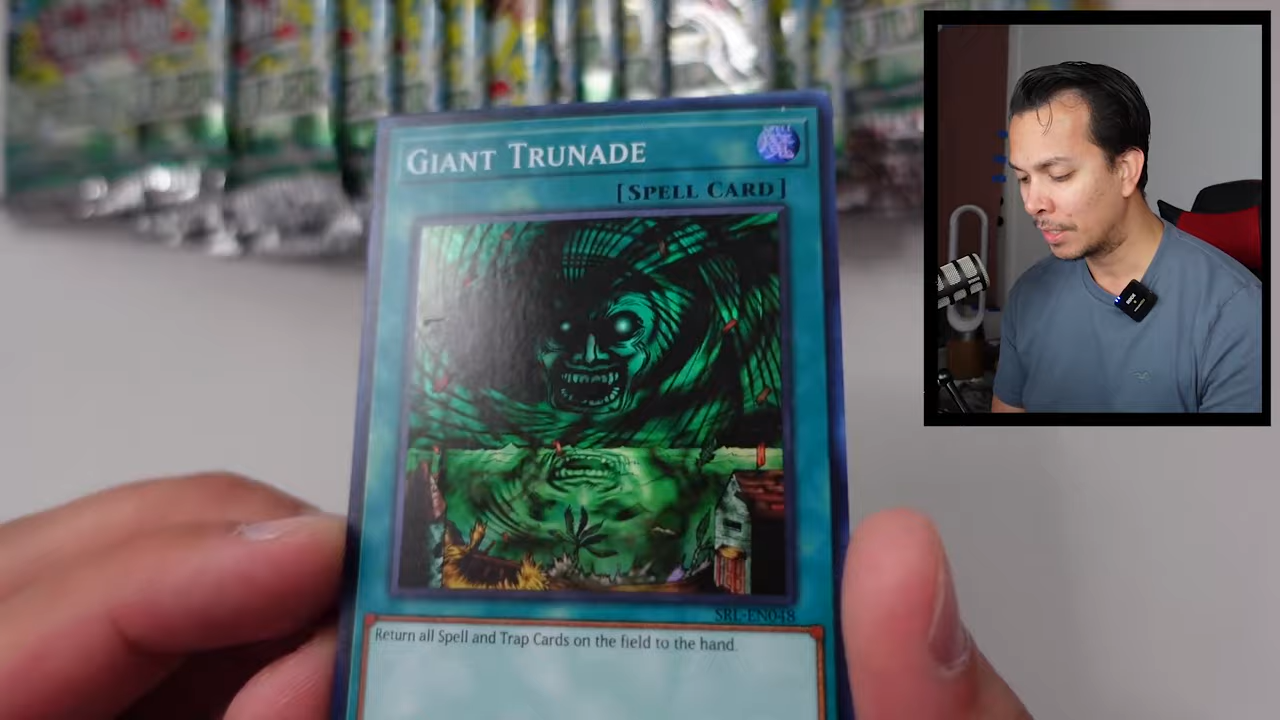 GIANT TRUNADE
[SPELL CARD]
SRL-EN048
Return all Spell and Trap Cards on the field to the hand.